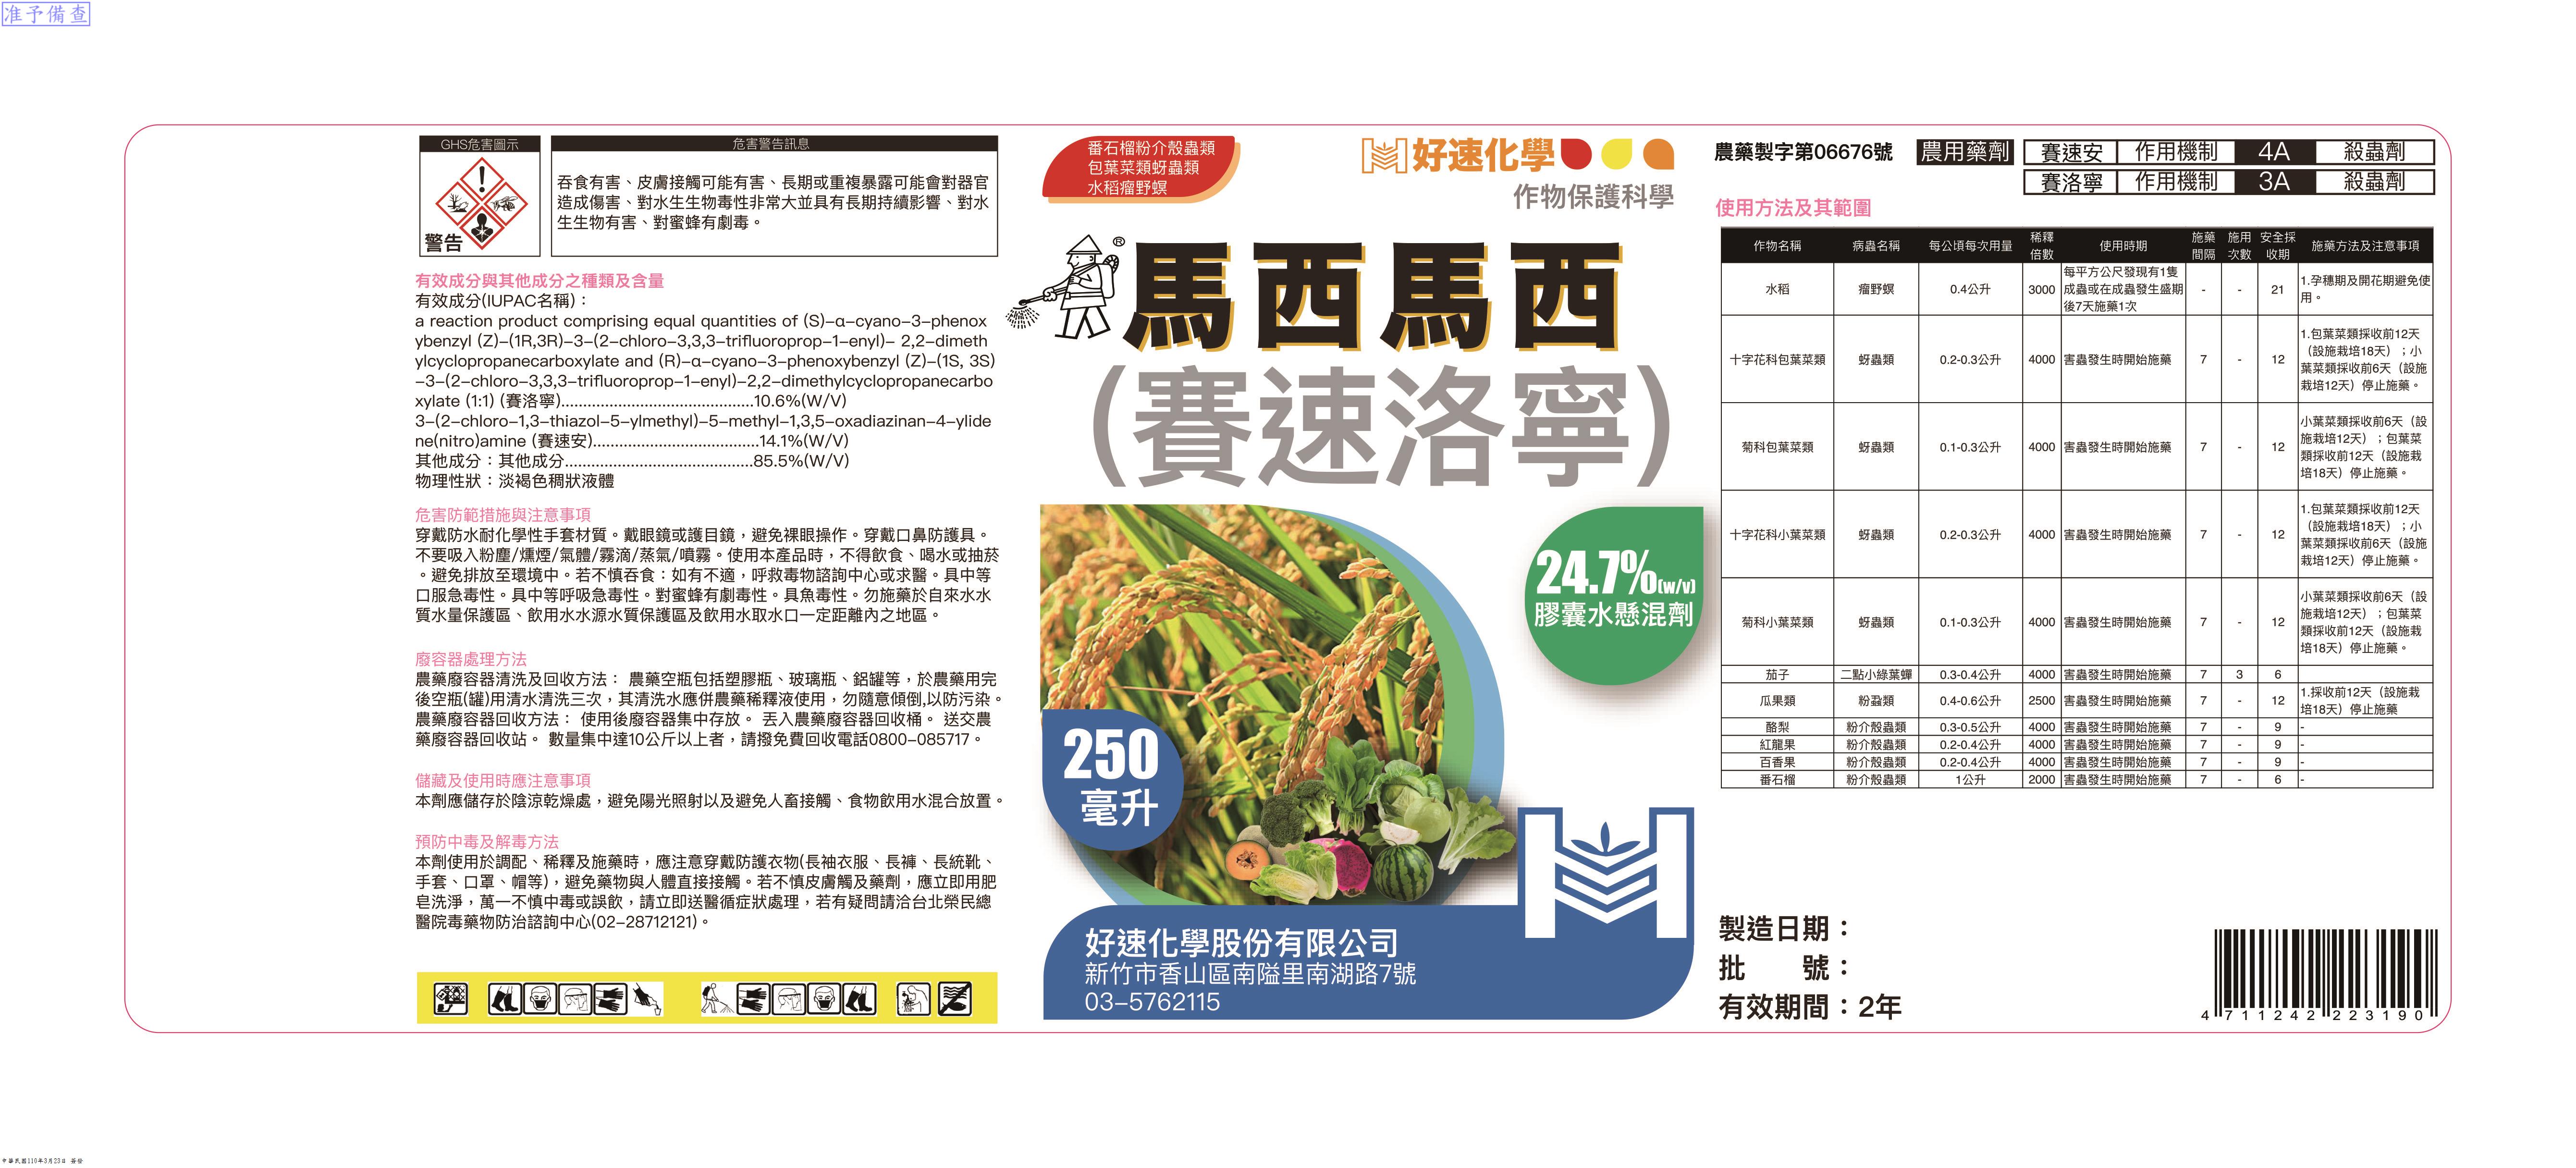 准予備查
GHS危害圖示
警告
危害警告訊息
吞食有害、皮膚接觸可能有害、長期或重複暴露可能會對器官
造成傷害、對水生生物毒性非常大並具有長期持續影響、對水
生生物有害、對蜜蜂有劇毒。
有效成分與其他成分之種類及含量
有效成分(IUPAC名稱)：
a reaction product comprising equal quantities of (S)-α-cyano-3-phenox
ybenzyl (Z)-(1R,3R)-3-(2-chloro-3,3,3-trifluoroprop-1-enyl)- 2,2-dimeth
ylcyclopropanecarboxylate and (R)-α-cyano-3-phenoxybenzyl (Z)-(1S, 3S)
-3-(2-chloro-3,3,3-trifluoroprop-1-enyl)-2,2-dimethylcyclopropanecarbo
xylate (1:1) (賽洛寧)............................................10.6%(W/V)
3-(2-chloro-1,3-thiazol-5-ylmethyl)-5-methyl-1,3,5-oxadiazinan-4-ylide
ne(nitro)amine (賽速安)......................................14.1%(W/V)
其他成分：其他成分...........................................85.5%(W/V)
物理性狀：淡褐色稠狀液體
危害防範措施與注意事項
穿戴防水耐化學性手套材質。戴眼鏡或護目鏡，避免裸眼操作。穿戴口鼻防護具。
不要吸入粉塵/燻煙/氣體/霧滴/蒸氣/噴霧。使用本產品時，不得飲食、喝水或抽菸
。避免排放至環境中。若不慎吞食：如有不適，呼救毒物諮詢中心或求醫。具中等
口服急毒性。具中等呼吸急毒性。對蜜蜂有劇毒性。具魚毒性。勿施藥於自來水水
質水量保護區、飲用水水源水質保護區及飲用水取水口一定距離內之地區。
廢容器處理方法
農藥廢容器清洗及回收方法： 農藥空瓶包括塑膠瓶、玻璃瓶、鋁罐等，於農藥用完
後空瓶(罐)用清水清洗三次，其清洗水應併農藥稀釋液使用，勿隨意傾倒,以防污染。
農藥廢容器回收方法： 使用後廢容器集中存放。 丟入農藥廢容器回收桶。 送交農
藥廢容器回收站。 數量集中達10公斤以上者，請撥免費回收電話0800-085717。
儲藏及使用時應注意事項
本劑應儲存於陰涼乾燥處，避免陽光照射以及避免人畜接觸、食物飲用水混合放置。
預防中毒及解毒方法
本劑使用於調配、稀釋及施藥時，應注意穿戴防護衣物(長袖衣服、長褲、長統靴、
手套、口罩、帽等)，避免藥物與人體直接接觸。若不慎皮膚觸及藥劑，應立即用肥
皂洗淨，萬一不慎中毒或誤飲，請立即送醫循症狀處理，若有疑問請洽台北榮民總
醫院毒藥物防治諮詢中心(02-28712121)。
番石榴粉介殼蟲類
包葉菜類蚜蟲類
水稻瘤野螟
好速化學
作物保護科學
®
馬西馬西
(賽速洛寧)
24.7%(w/v)
膠囊水懸混劑
250
毫升
好速化學股份有限公司
新竹市香山區南隘里南湖路7號
03-5762115
農藥製字第06676號 農用藥劑
賽速安 作用機制 4A 殺蟲劑
賽洛寧 作用機制 3A 殺蟲劑
使用方法及其範圍
作物名稱 病蟲名稱 每公頃每次用量 稀釋倍數 使用時期 施藥間隔 施用次數 安全採收期 施藥方法及注意事項
水稻 瘤野螟 0.4公升 3000 每平方公尺發現有1隻成蟲或在成蟲發生盛期後7天施藥1次 - - 21 1.孕穗期及開花期避免使用。
十字花科包葉菜類 蚜蟲類 0.2-0.3公升 4000 害蟲發生時開始施藥 7 - 12 1.包葉菜類採收前12天（設施栽培18天）；小葉菜類採收前6天（設施栽培12天）停止施藥。
菊科包葉菜類 蚜蟲類 0.1-0.3公升 4000 害蟲發生時開始施藥 7 - 12 小葉菜類採收前6天（設施栽培12天）；包葉菜類採收前12天（設施栽培18天）停止施藥。
十字花科小葉菜類 蚜蟲類 0.2-0.3公升 4000 害蟲發生時開始施藥 7 - 12 1.包葉菜類採收前12天（設施栽培18天）；小葉菜類採收前6天（設施栽培12天）停止施藥。
菊科小葉菜類 蚜蟲類 0.1-0.3公升 4000 害蟲發生時開始施藥 7 - 12 小葉菜類採收前6天（設施栽培12天）；包葉菜類採收前12天（設施栽培18天）停止施藥。
茄子 二點小綠葉蟬 0.3-0.4公升 4000 害蟲發生時開始施藥 7 3 6
瓜果類 粉蝨類 0.4-0.6公升 2500 害蟲發生時開始施藥 7 - 12 1.採收前12天（設施栽培18天）停止施藥
酪梨 粉介殼蟲類 0.3-0.5公升 4000 害蟲發生時開始施藥 7 - 9 -
紅龍果 粉介殼蟲類 0.2-0.4公升 4000 害蟲發生時開始施藥 7 - 9 -
百香果 粉介殼蟲類 0.2-0.4公升 4000 害蟲發生時開始施藥 7 - 9 -
番石榴 粉介殼蟲類 1公升 2000 害蟲發生時開始施藥 7 - 6 -
製造日期：
批　　號：
有效期間：2年
4 711242 223190
中華民國110年3月23日 簽發